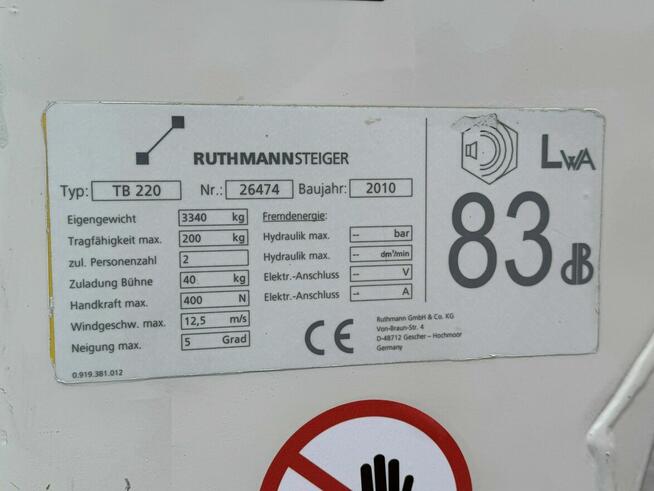 RUTHMANNSTEIGER
Typ: TB 220 Nr.: 26474 Baujahr: 2010
Eigengewicht 3340 kg
Tragfähigkeit max. 200 kg
zul. Personenzahl 2
Zuladung Bühne 40 kg
Handkraft max. 400 N
Windgeschw. max. 12,5 m/s
Neigung max. 5 Grad
Fremdenergie:
Hydraulik max. -- bar
Hydraulik max. -- dm³/min
Elektr.-Anschluss -- V
Elektr.-Anschluss -- A
CE
Ruthmann GmbH & Co. KG
Von-Braun-Str. 4
D-48712 Gescher – Hochmoor
Germany
0.919.381.012
LWA
83 dB